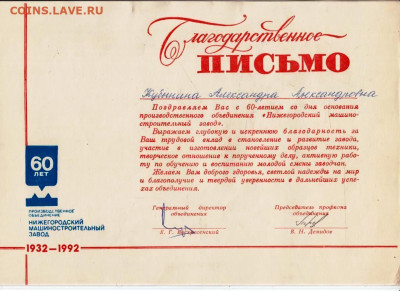 coins.lave.ru
Благодарственное
ПИСЬМО
Александра Александровна
Поздравляем Вас с 60-летием со дня основания
производственного объединения «Нижегородский машино-
строительный завод».
Выражаем глубокую и искреннюю благодарность за
Ваш трудовой вклад в становление и развитие завода,
участие в изготовлении новейших образцов техники,
творческое отношение к порученному делу, активную рабо-
ту по обучению и воспитанию молодой смены заводчан.
Желаем Вам доброго здоровья, светлой надежды на мир
и благополучие и твердой уверенности в дальнейших успе-
хах объединения.
60
ЛЕТ
ПРОИЗВОДСТВЕННОЕ
ОБЪЕДИНЕНИЕ
НИЖЕГОРОДСКИЙ
МАШИНОСТРОИТЕЛЬНЫЙ
ЗАВОД
1932—1992
Генеральный директор
объединения
Е. Г. Воскресенский
Председатель профкома
объединения
В. Н. Демидов